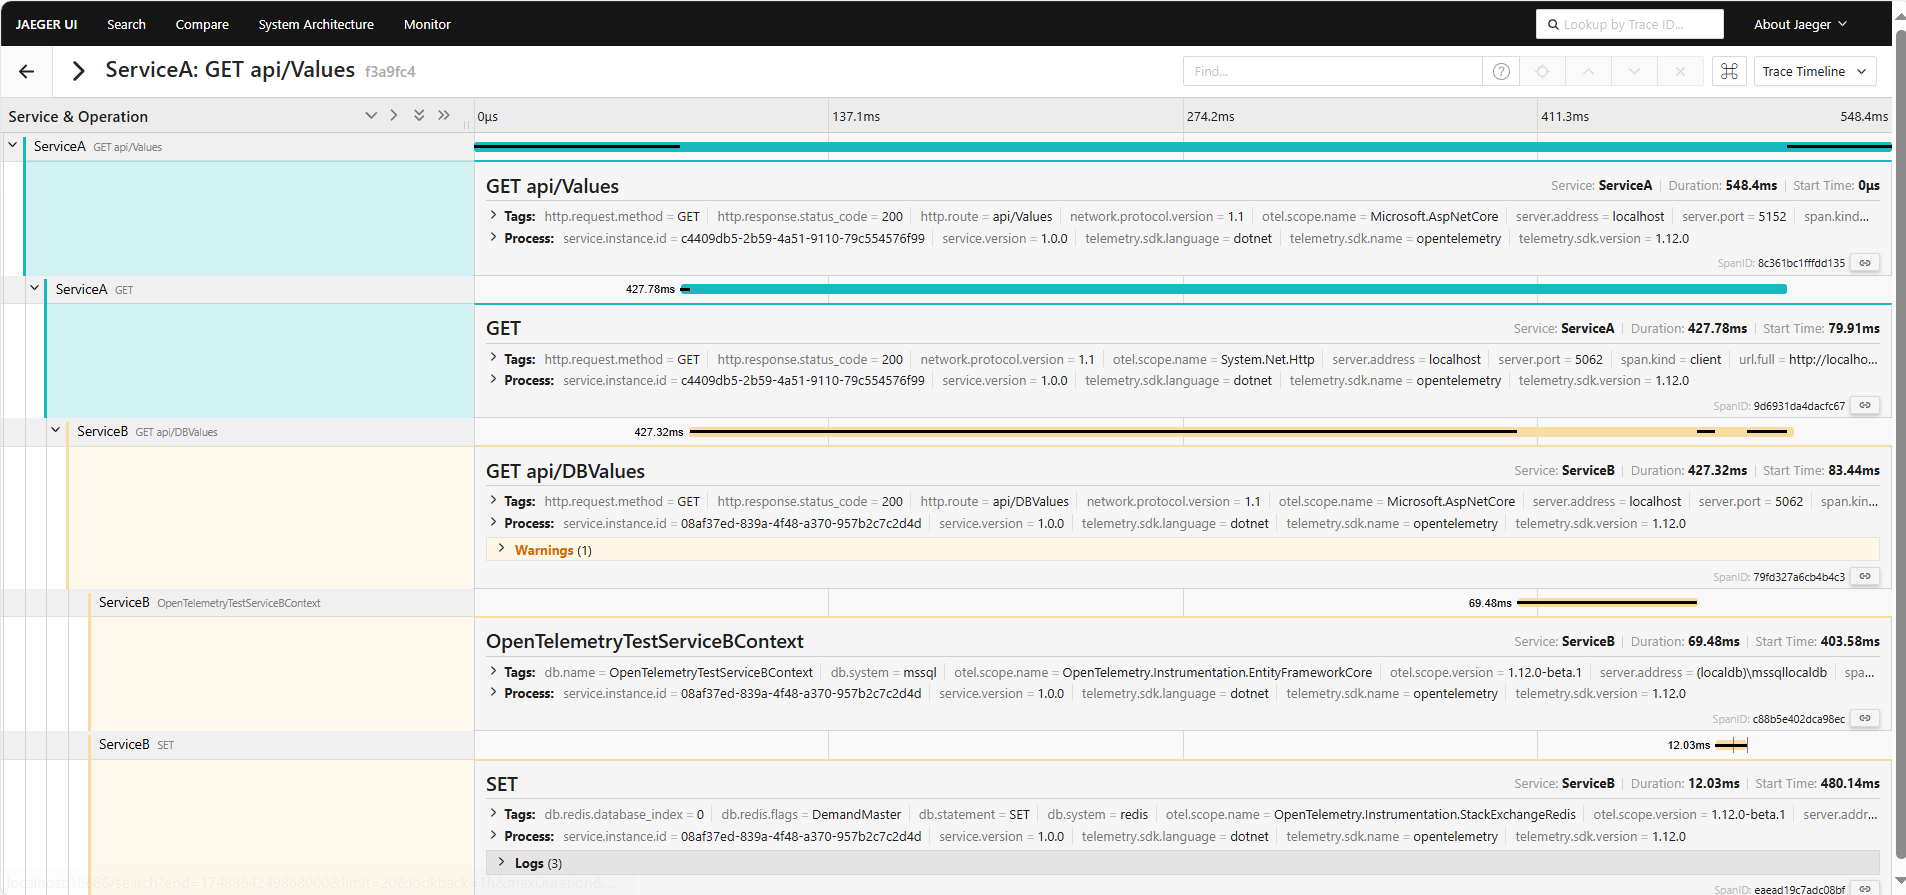 JAEGER UI Search Compare System Architecture Monitor Lookup by Trace ID... About Jaeger
ServiceA: GET api/Values f3a9fc4 Find... Trace Timeline
Service & Operation 0μs 137.1ms 274.2ms 411.3ms 548.4ms
ServiceA GET api/Values
GET api/Values Service: ServiceA Duration: 548.4ms Start Time: 0μs
Tags: http.request.method = GET http.response.status_code = 200 http.route = api/Values network.protocol.version = 1.1 otel.scope.name = Microsoft.AspNetCore server.address = localhost server.port = 5152 span.kind...
Process: service.instance.id = c4409db5-2b59-4a51-9110-79c554576f99 service.version = 1.0.0 telemetry.sdk.language = dotnet telemetry.sdk.name = opentelemetry telemetry.sdk.version = 1.12.0
SpanID: 8c361bc1fffdd135
ServiceA GET 427.78ms
GET Service: ServiceA Duration: 427.78ms Start Time: 79.91ms
Tags: http.request.method = GET http.response.status_code = 200 network.protocol.version = 1.1 otel.scope.name = System.Net.Http server.address = localhost server.port = 5062 span.kind = client url.full = http://localho...
Process: service.instance.id = c4409db5-2b59-4a51-9110-79c554576f99 service.version = 1.0.0 telemetry.sdk.language = dotnet telemetry.sdk.name = opentelemetry telemetry.sdk.version = 1.12.0
SpanID: 9d6931da4dacfc67
ServiceB GET api/DBValues 427.32ms
GET api/DBValues Service: ServiceB Duration: 427.32ms Start Time: 83.44ms
Tags: http.request.method = GET http.response.status_code = 200 http.route = api/DBValues network.protocol.version = 1.1 otel.scope.name = Microsoft.AspNetCore server.address = localhost server.port = 5062 span.kin...
Process: service.instance.id = 08af37ed-839a-4f48-a370-957b2c7c2d4d service.version = 1.0.0 telemetry.sdk.language = dotnet telemetry.sdk.name = opentelemetry telemetry.sdk.version = 1.12.0
Warnings (1)
SpanID: 79fd327a6cb4b4c3
ServiceB OpenTelemetryTestServiceBContext 69.48ms
OpenTelemetryTestServiceBContext Service: ServiceB Duration: 69.48ms Start Time: 403.58ms
Tags: db.name = OpenTelemetryTestServiceBContext db.system = mssql otel.scope.name = OpenTelemetry.Instrumentation.EntityFrameworkCore otel.scope.version = 1.12.0-beta.1 server.address = (localdb)\mssqllocaldb spa...
Process: service.instance.id = 08af37ed-839a-4f48-a370-957b2c7c2d4d service.version = 1.0.0 telemetry.sdk.language = dotnet telemetry.sdk.name = opentelemetry telemetry.sdk.version = 1.12.0
SpanID: c88b5e402dca98ec
ServiceB SET 12.03ms
SET Service: ServiceB Duration: 12.03ms Start Time: 480.14ms
Tags: db.redis.database_index = 0 db.redis.flags = DemandMaster db.statement = SET db.system = redis otel.scope.name = OpenTelemetry.Instrumentation.StackExchangeRedis otel.scope.version = 1.12.0-beta.1 server.addr...
Process: service.instance.id = 08af37ed-839a-4f48-a370-957b2c7c2d4d service.version = 1.0.0 telemetry.sdk.language = dotnet telemetry.sdk.name = opentelemetry telemetry.sdk.version = 1.12.0
Logs (3)
localhost:16686/search?end=1748864249868000&limit=20&lookback=1h&maxDuration&...
SpanID: eaead19c7adc08bf